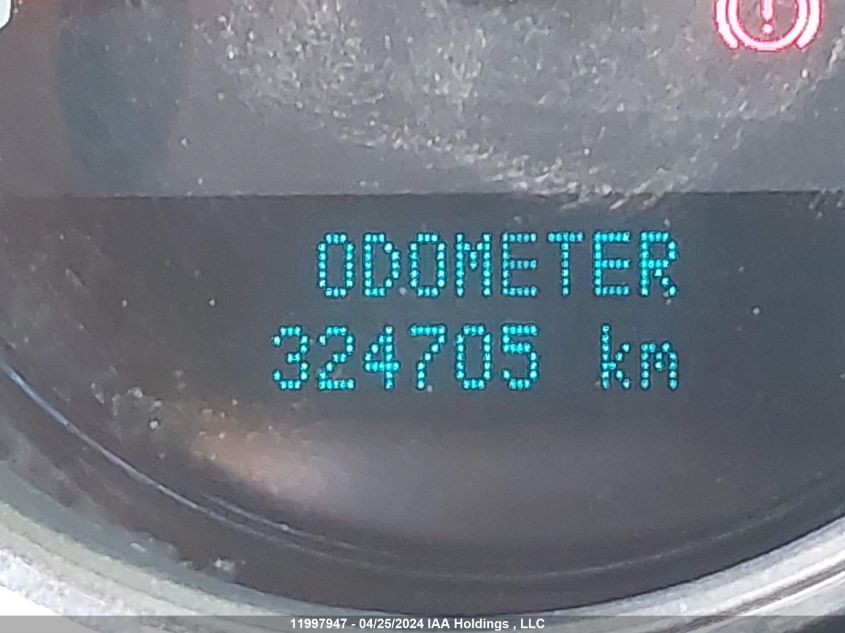 ODOMETER
324705 km
11997947 - 04/25/2024 IAA Holdings , LLC